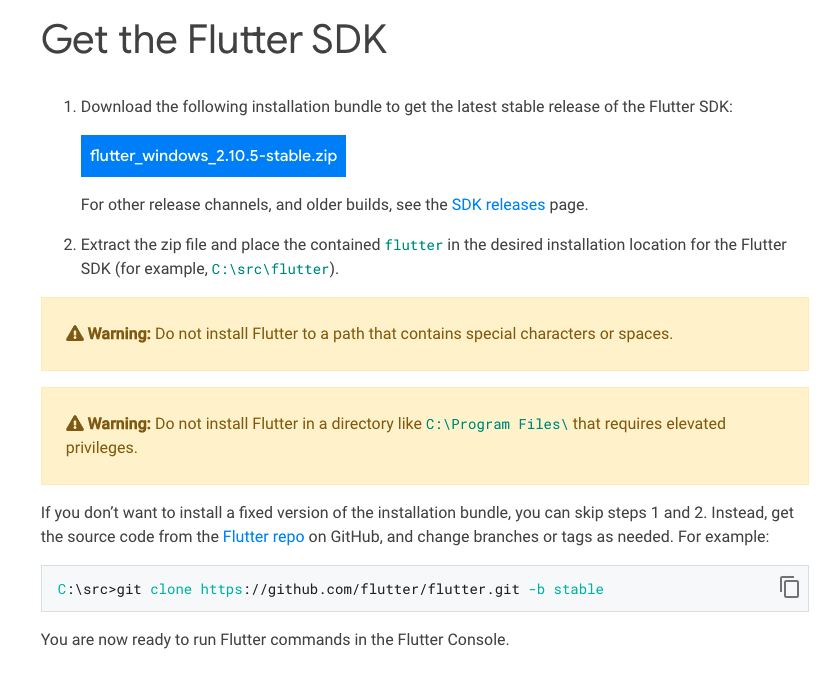 Get the Flutter SDK
1. Download the following installation bundle to get the latest stable release of the Flutter SDK:
flutter_windows_2.10.5-stable.zip
For other release channels, and older builds, see the SDK releases page.
2. Extract the zip file and place the contained flutter in the desired installation location for the Flutter
SDK (for example, C:\src\flutter).
Warning: Do not install Flutter to a path that contains special characters or spaces.
Warning: Do not install Flutter in a directory like C:\Program Files\ that requires elevated
privileges.
If you don’t want to install a fixed version of the installation bundle, you can skip steps 1 and 2. Instead, get
the source code from the Flutter repo on GitHub, and change branches or tags as needed. For example:
C:\src>git clone https://github.com/flutter/flutter.git -b stable
You are now ready to run Flutter commands in the Flutter Console.